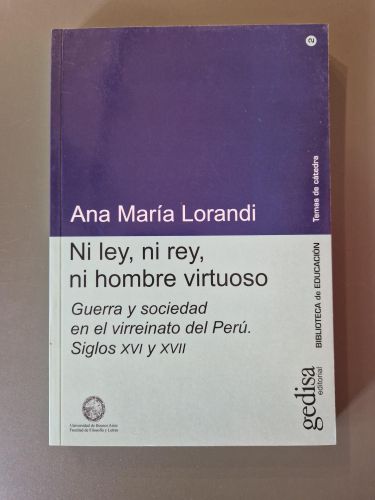 2
Temas de cátedra
Ana María Lorandi
Ni ley, ni rey,
ni hombre virtuoso
Guerra y sociedad
en el virreinato del Perú.
Siglos XVI y XVII
BIBLIOTECA de EDUCACIÓN
gedisa
editorial
Universidad de Buenos Aires
Facultad de Filosofía y Letras